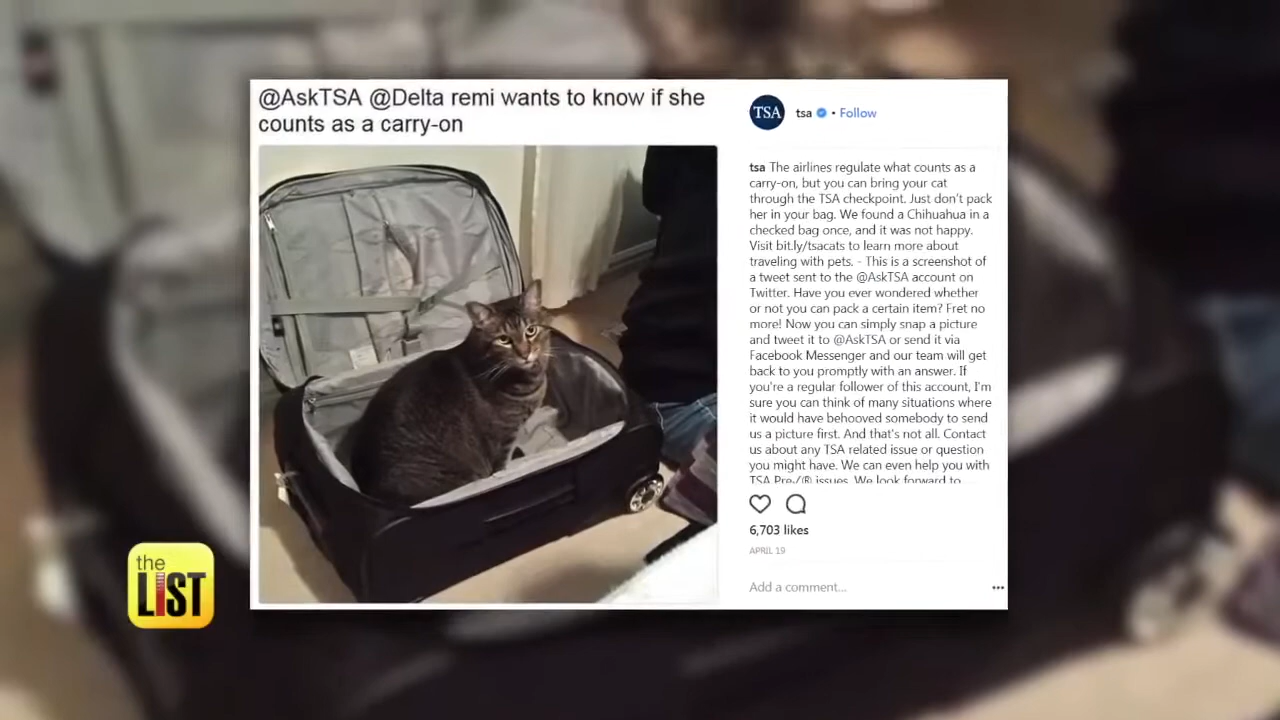 @AskTSA @Delta remi wants to know if she
counts as a carry-on
TSA
tsa • Follow
tsa The airlines regulate what counts as a
carry-on, but you can bring your cat
through the TSA checkpoint. Just don't pack
her in your bag. We found a Chihuahua in a
checked bag once, and it was not happy.
Visit bit.ly/tsacats to learn more about
traveling with pets. - This is a screenshot of
a tweet sent to the @AskTSA account on
Twitter. Have you ever wondered whether
or not you can pack a certain item? Fret no
more! Now you can simply snap a picture
and tweet it to @AskTSA or send it via
Facebook Messenger and our team will get
back to you promptly with an answer. If
you're a regular follower of this account, I'm
sure you can think of many situations where
it would have behooved somebody to send
us a picture first. And that's not all. Contact
us about any TSA related issue or question
you might have. We can even help you with
TSA Pre✓® issues. We look forward to
6,703 likes
APRIL 19
Add a comment...
the
LIST